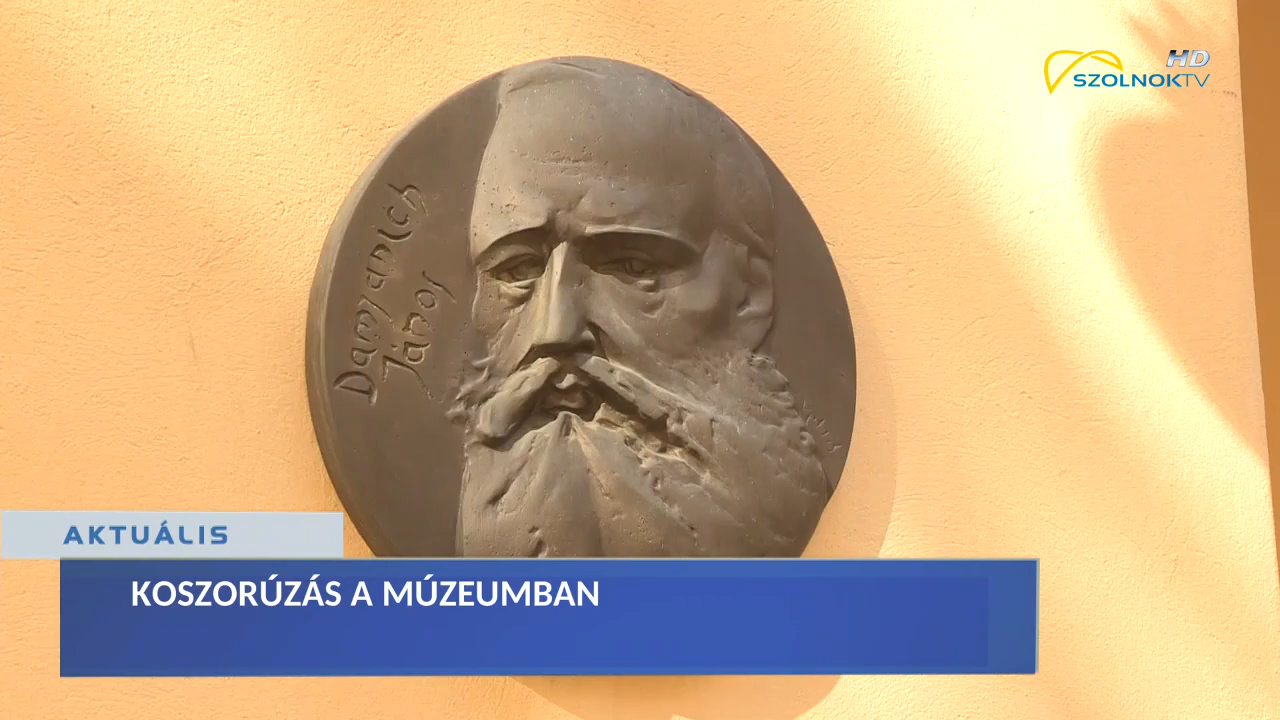 HD
SZOLNOKTV
Damjanich
János
AKTUÁLIS
KOSZORÚZÁS A MÚZEUMBAN